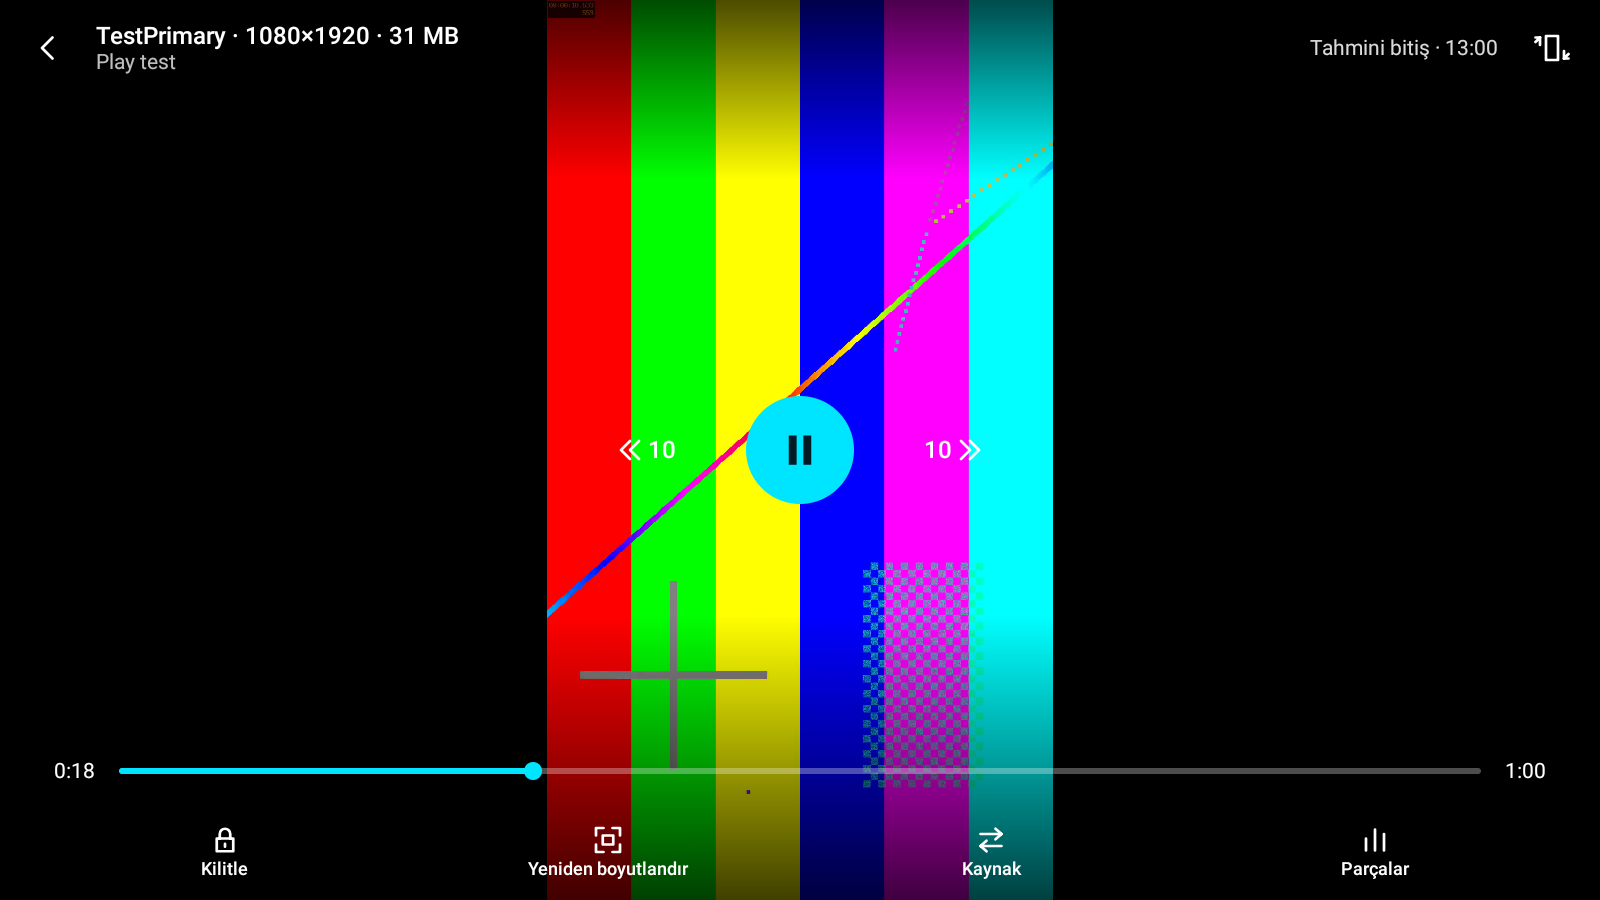 TestPrimary · 1080×1920 · 31 MB
Play test
Tahmini bitiş · 13:00
10
10
0:18
1:00
Kilitle
Yeniden boyutlandır
Kaynak
Parçalar